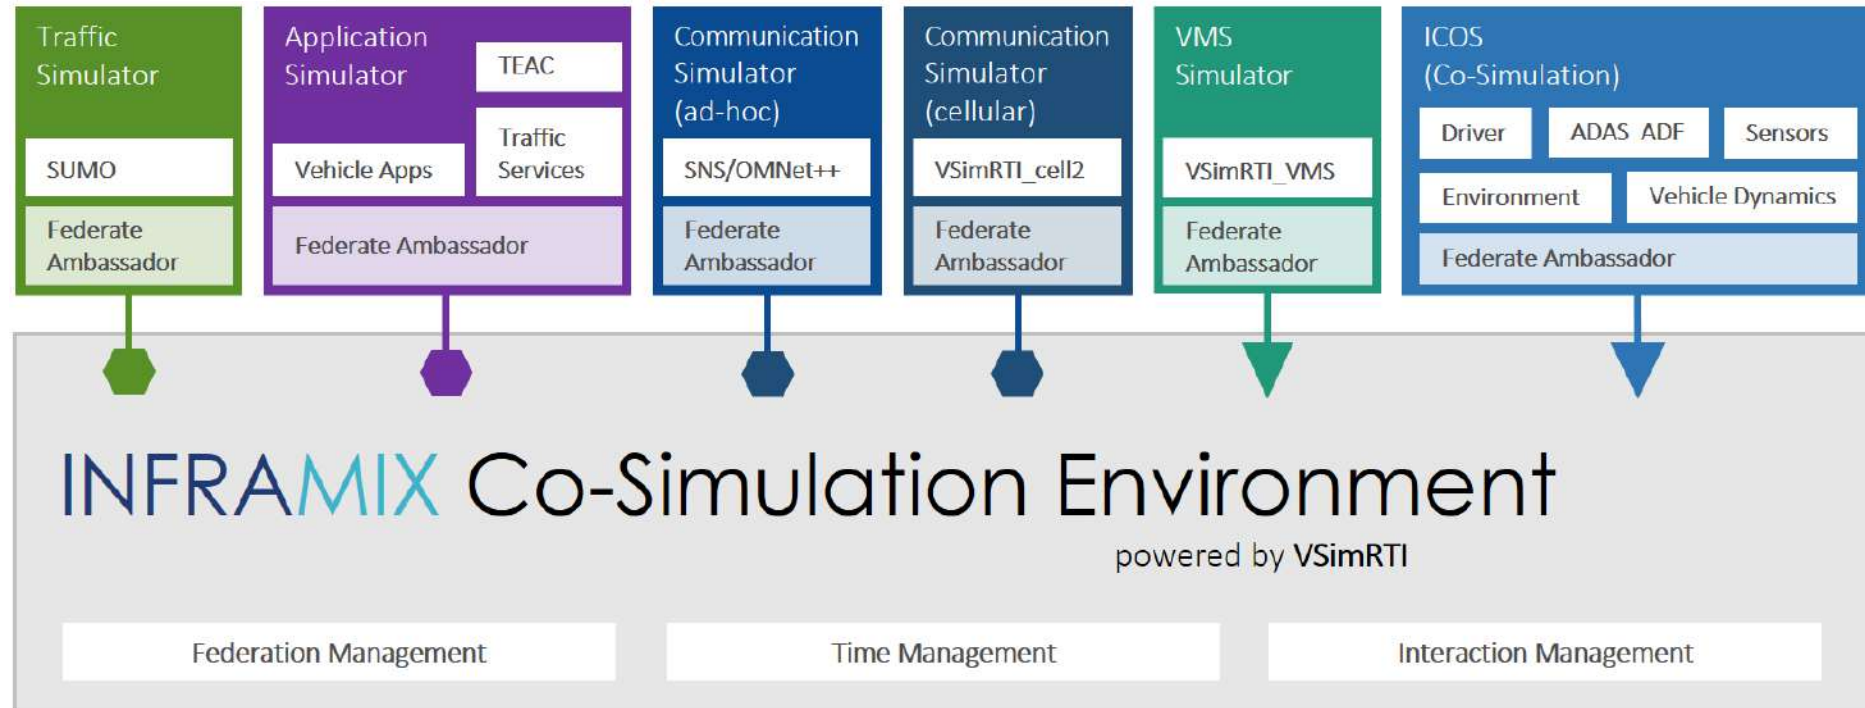 Traffic
Simulator
SUMO
Federate
Ambassador
Application
Simulator
TEAC
Traffic
Services
Vehicle Apps
Federate Ambassador
Communication
Simulator
(ad-hoc)
SNS/OMNet++
Federate
Ambassador
Communication
Simulator
(cellular)
VSimRTI_cell2
Federate
Ambassador
VMS
Simulator
VSimRTI_VMS
Federate
Ambassador
ICOS
(Co-Simulation)
Driver
ADAS ADF
Sensors
Environment
Vehicle Dynamics
Federate Ambassador
INFRAMIX Co-Simulation Environment
powered by VSimRTI
Federation Management
Time Management
Interaction Management